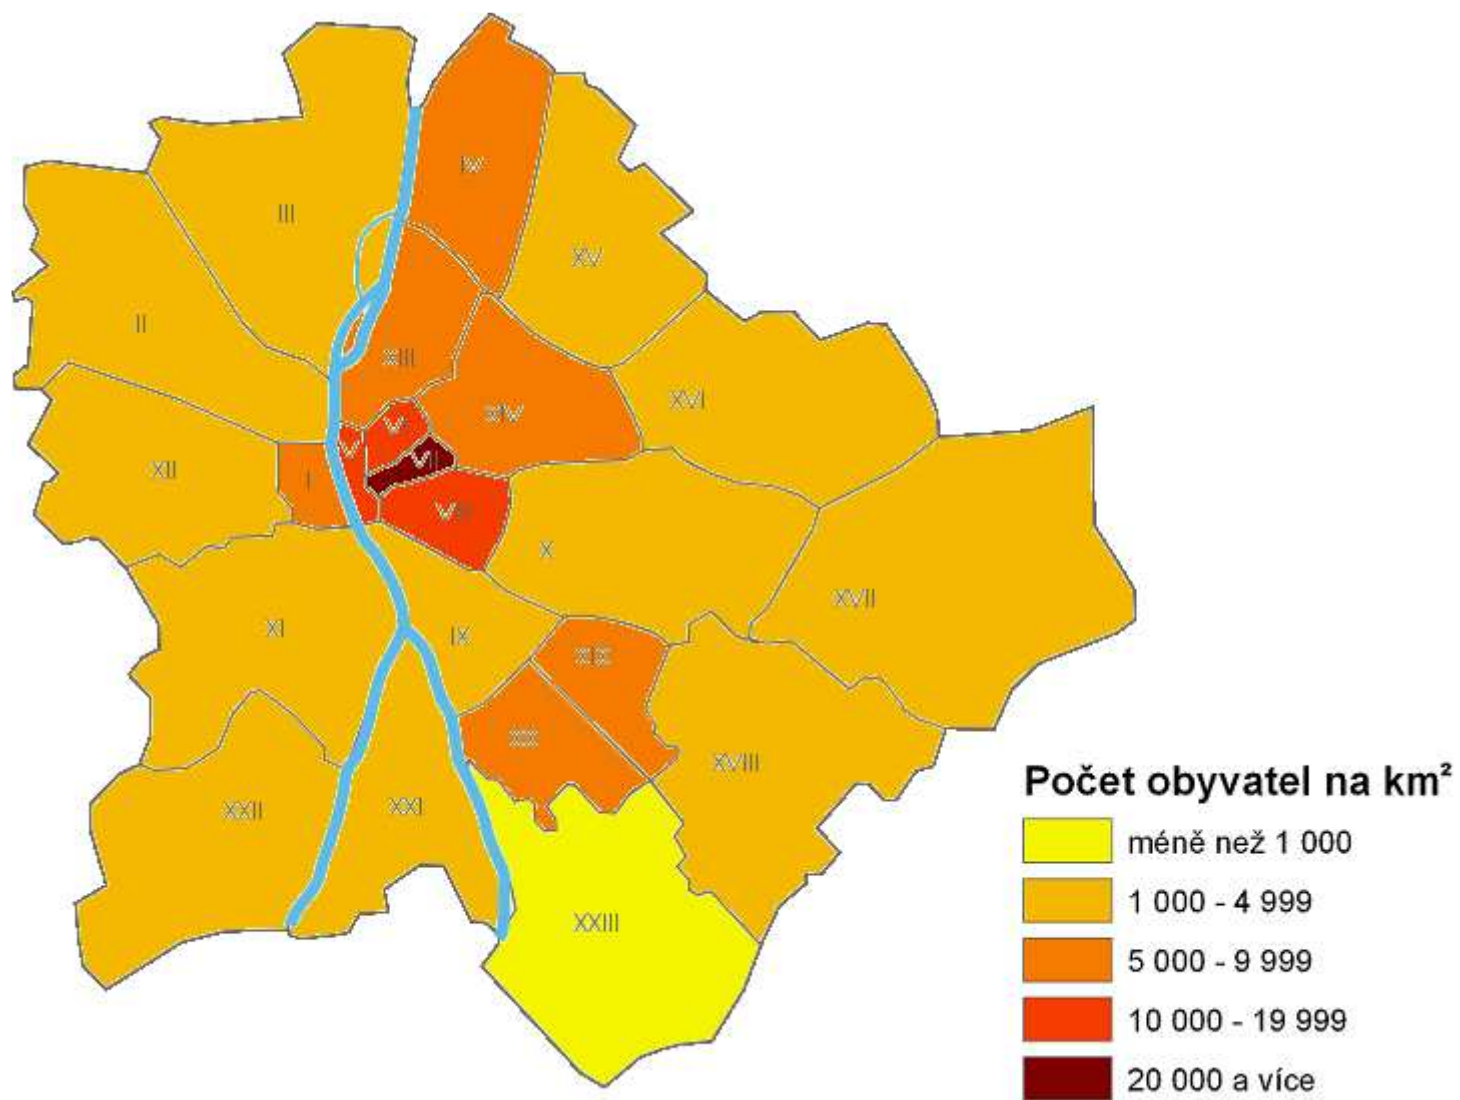 IV
III
XV
II
XIII
XVI
XIV
V
V
XII
VII
I
VIII
X
XVII
XI
IX
XIX
XX
XVIII
XXII
XXI
XXIII
Počet obyvatel na km²
méně než 1 000
1 000 - 4 999
5 000 - 9 999
10 000 - 19 999
20 000 a více